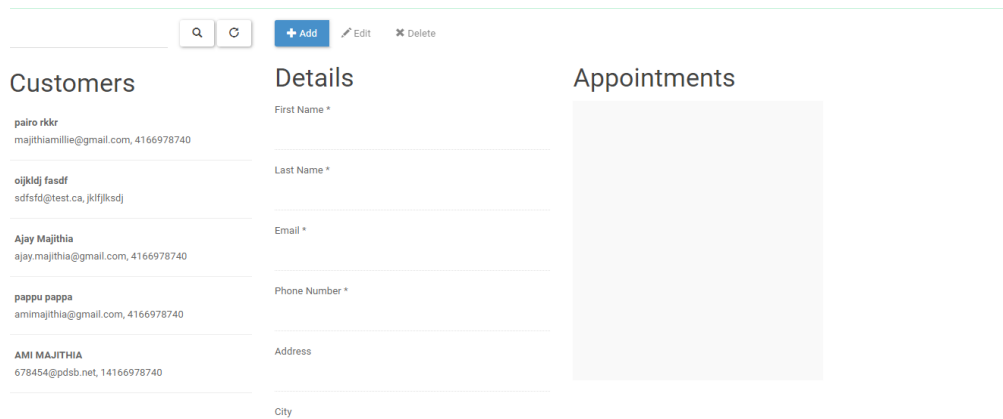 Add
Edit
Delete
Customers
pairo rkkr
majithiamillie@gmail.com, 4166978740
oijkldj fasdf
sdfsfd@test.ca, jklfjlksdj
Ajay Majithia
ajay.majithia@gmail.com, 4166978740
pappu pappa
amimajithia@gmail.com, 4166978740
AMI MAJITHIA
678454@pdsb.net, 14166978740
Details
First Name *
Last Name *
Email *
Phone Number *
Address
City
Appointments